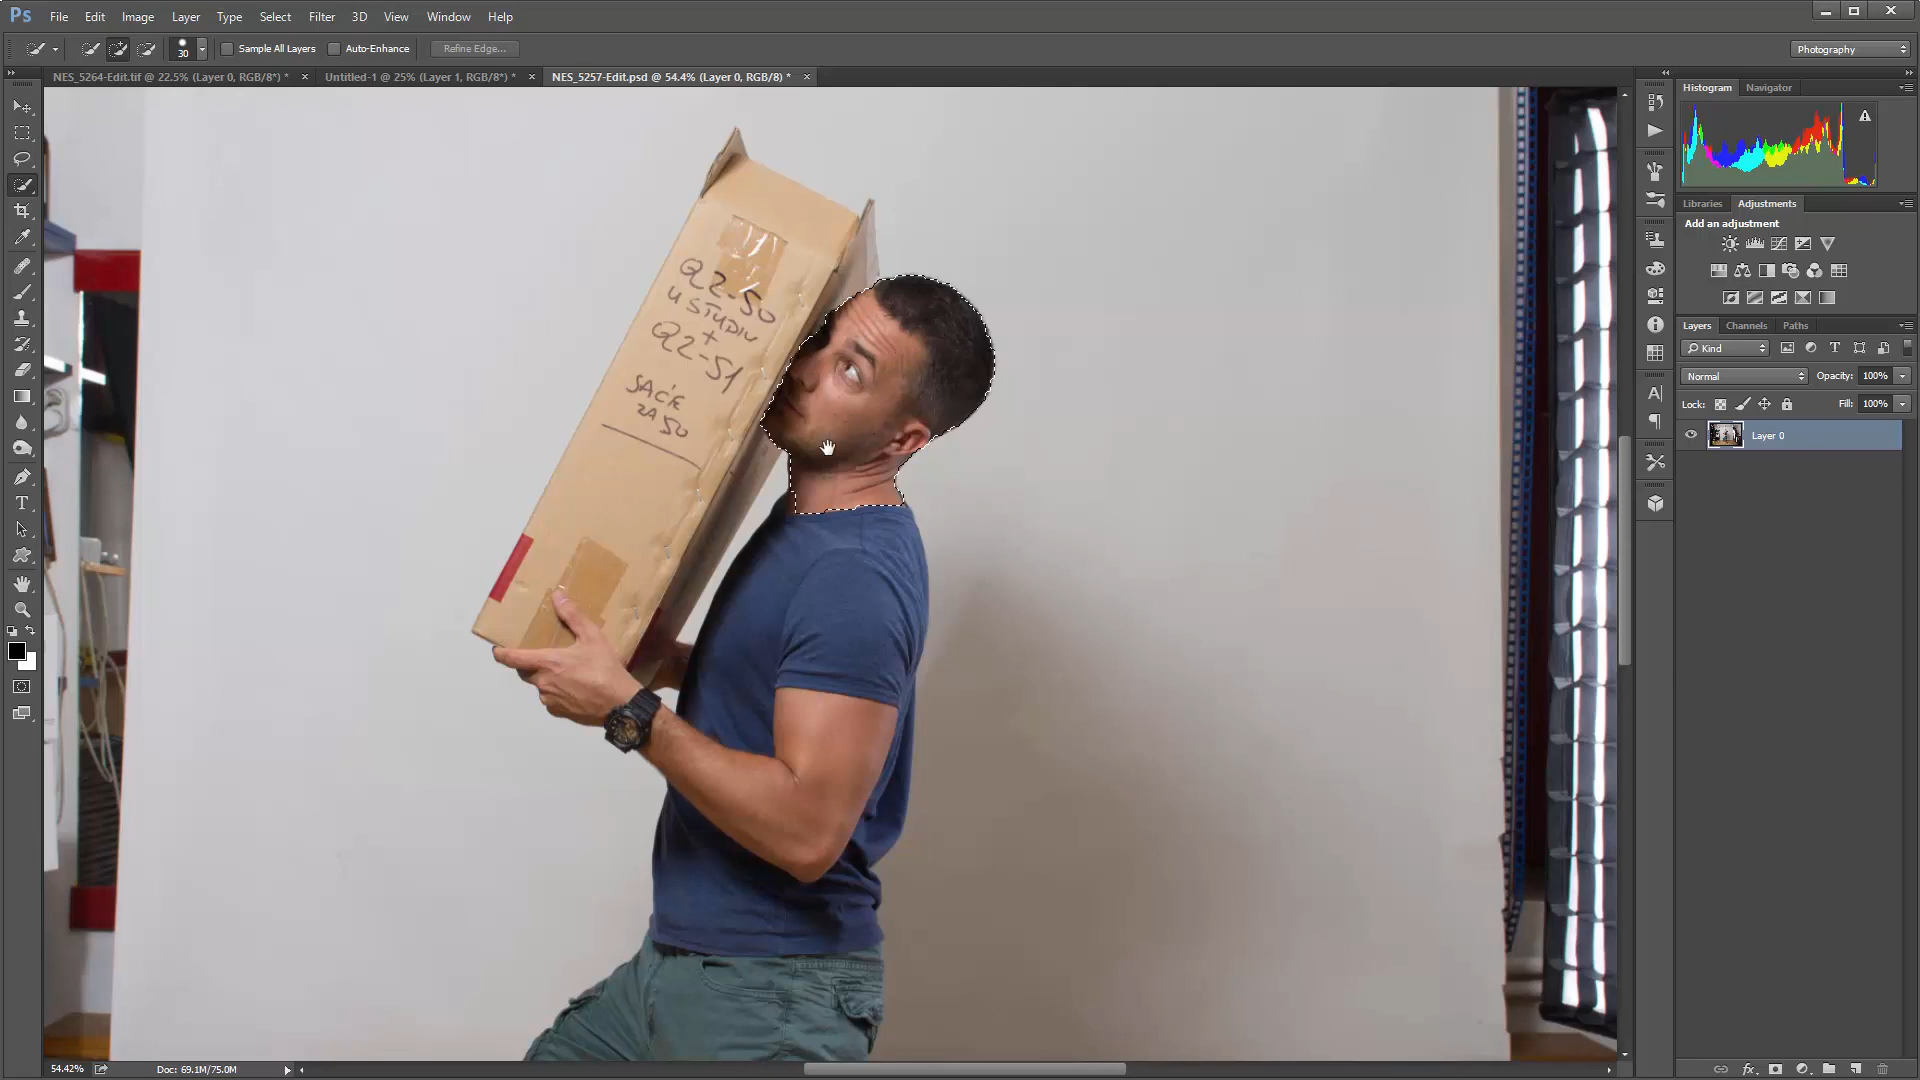 Ps File Edit Image Layer Type Select Filter 3D View Window Help
30 Sample All Layers Auto-Enhance Refine Edge... Photography
NES_5264-Edit.tif @ 22.5% (Layer 0, RGB/8*) * × Untitled-1 @ 25% (Layer 1, RGB/8*) * × NES_5257-Edit.psd @ 54.4% (Layer 0, RGB/8) * ×
Histogram Navigator
Libraries Adjustments
Add an adjustment
Layers Channels Paths
Kind
Normal Opacity: 100%
Lock: Fill: 100%
Layer 0
Q2-50
U STUDIU
+
Q2-51
SAĆE
ZA 50
54.42% Doc: 69.1M/75.0M